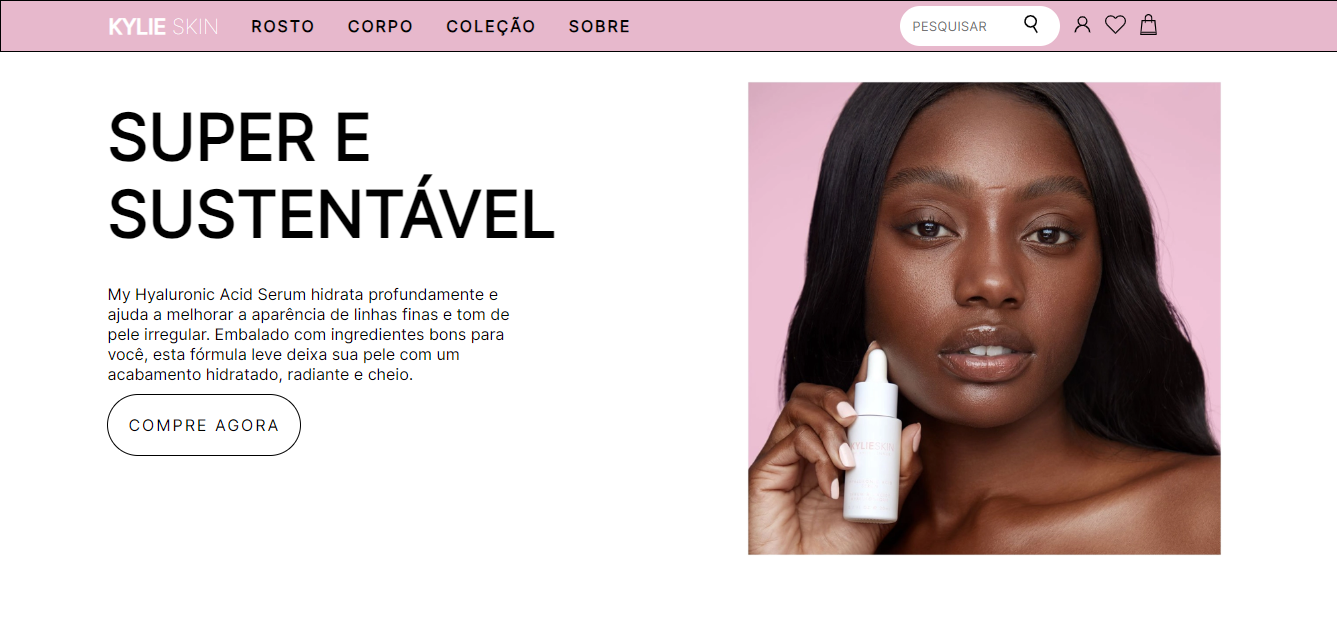 KYLIE SKIN ROSTO CORPO COLEÇÃO SOBRE PESQUISAR
SUPER E
SUSTENTÁVEL
My Hyaluronic Acid Serum hidrata profundamente e
ajuda a melhorar a aparência de linhas finas e tom de
pele irregular. Embalado com ingredientes bons para
você, esta fórmula leve deixa sua pele com um
acabamento hidratado, radiante e cheio.
COMPRE AGORA
KYLIESKIN